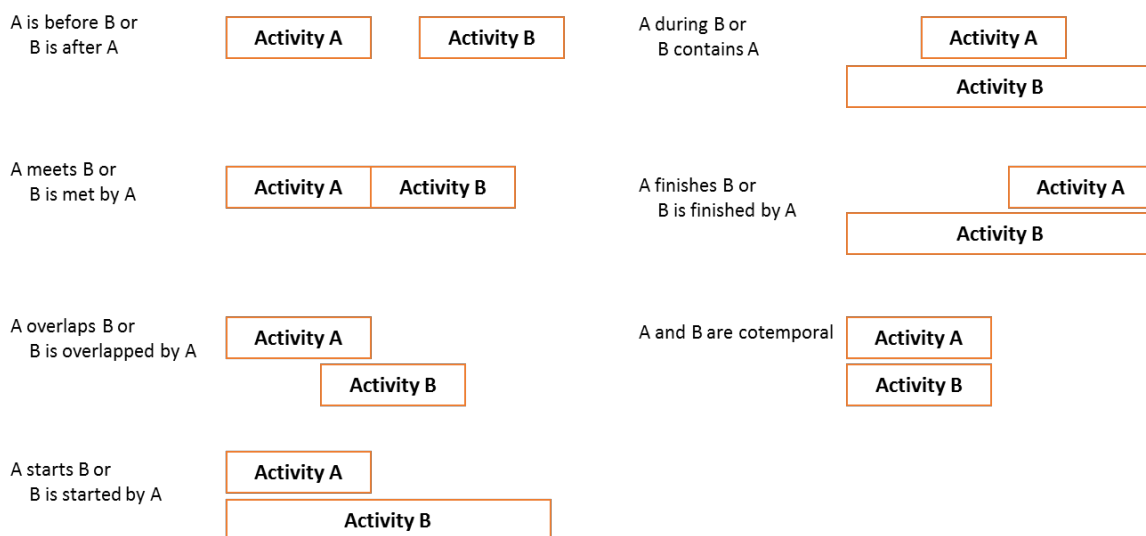 A is before B or
B is after A
Activity A
Activity B
A meets B or
B is met by A
Activity A
Activity B
A overlaps B or
B is overlapped by A
Activity A
Activity B
A starts B or
B is started by A
Activity A
Activity B
A during B or
B contains A
Activity A
Activity B
A finishes B or
B is finished by A
Activity A
Activity B
A and B are cotemporal
Activity A
Activity B